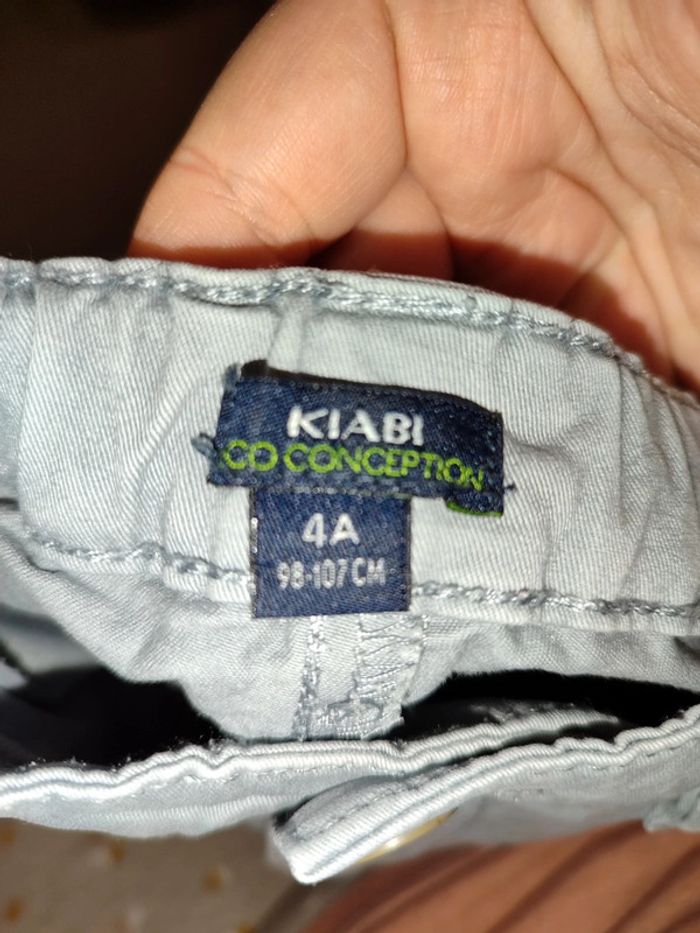 KIABI
CO CONCEPTION
4A
98-107 CM